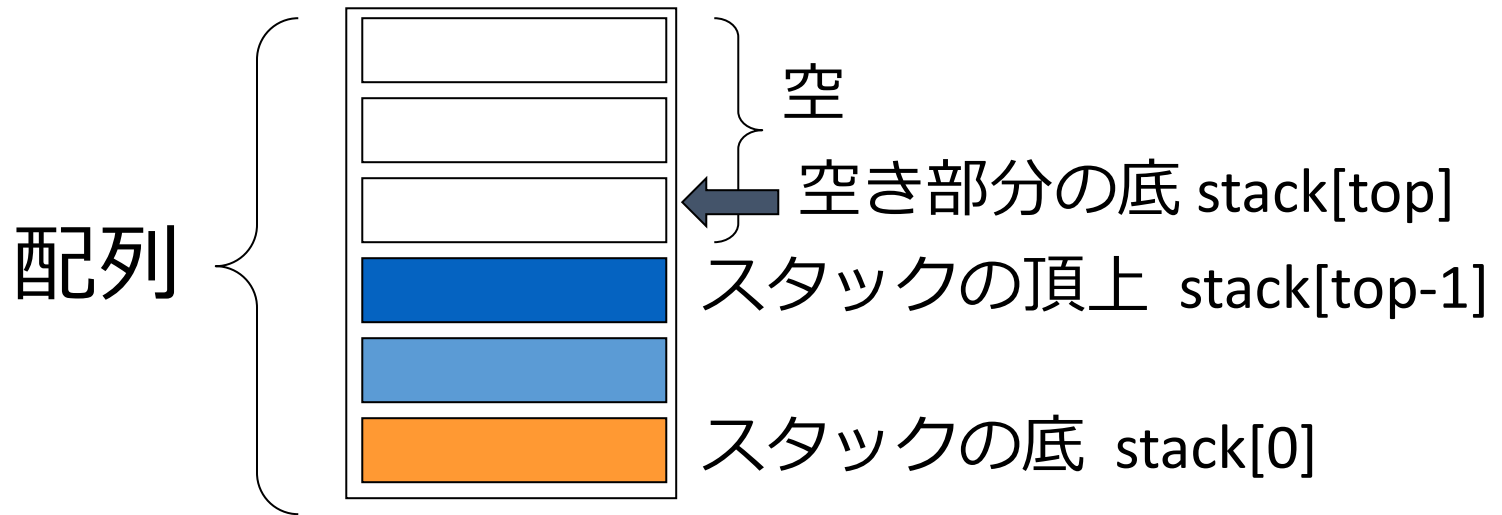 空
空き部分の底 stack[top]
配列
スタックの頂上 stack[top-1]
スタックの底 stack[0]